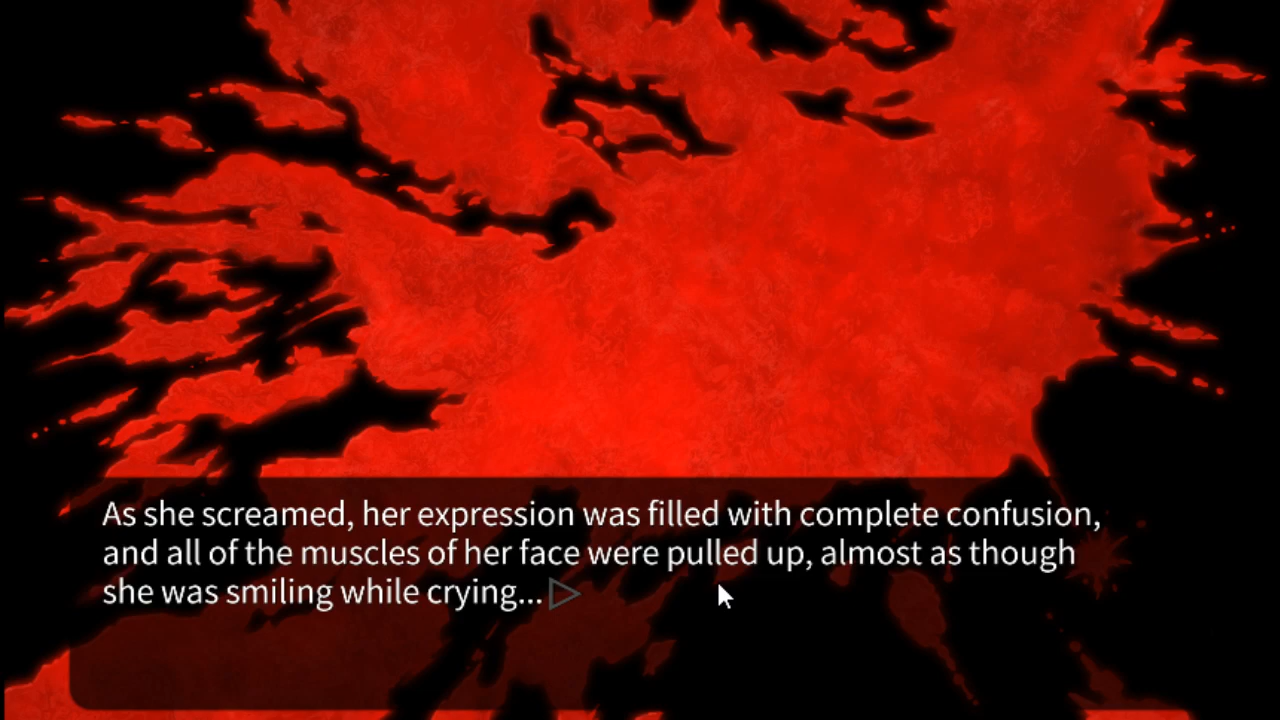 As she screamed, her expression was filled with complete confusion,
and all of the muscles of her face were pulled up, almost as though
she was smiling while crying...